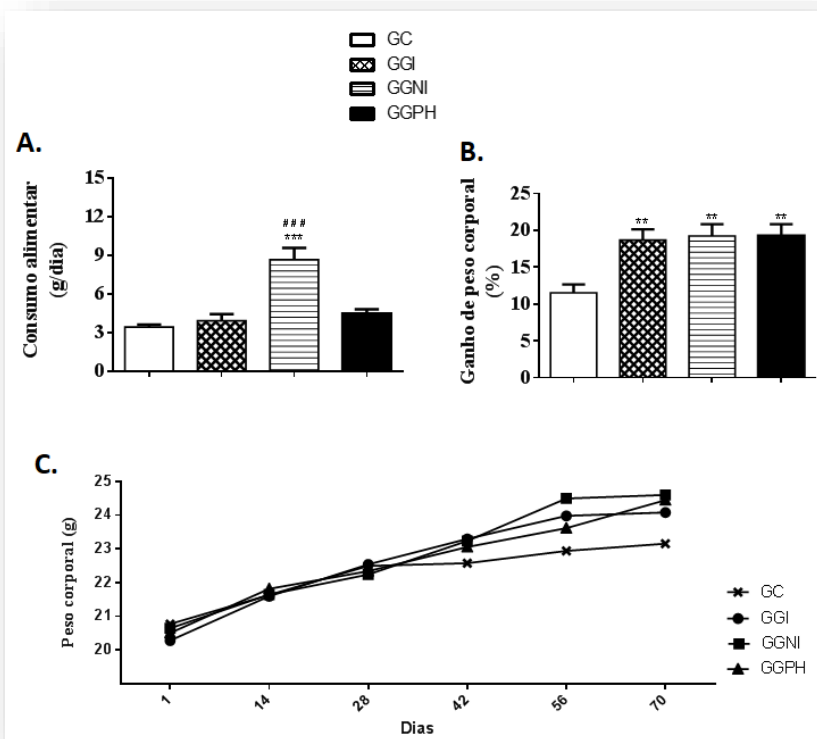 GC
GGI
GGNI
GGPH
A.
Consumo alimentar
(g/dia)
15
12
9
6
3
0
###
***
B.
Ganho de peso corporal
(%)
25
20
15
10
5
0
**
**
**
C.
Peso corporal (g)
25
24
23
22
21
20
1
14
28
42
56
70
Dias
GC
GGI
GGNI
GGPH